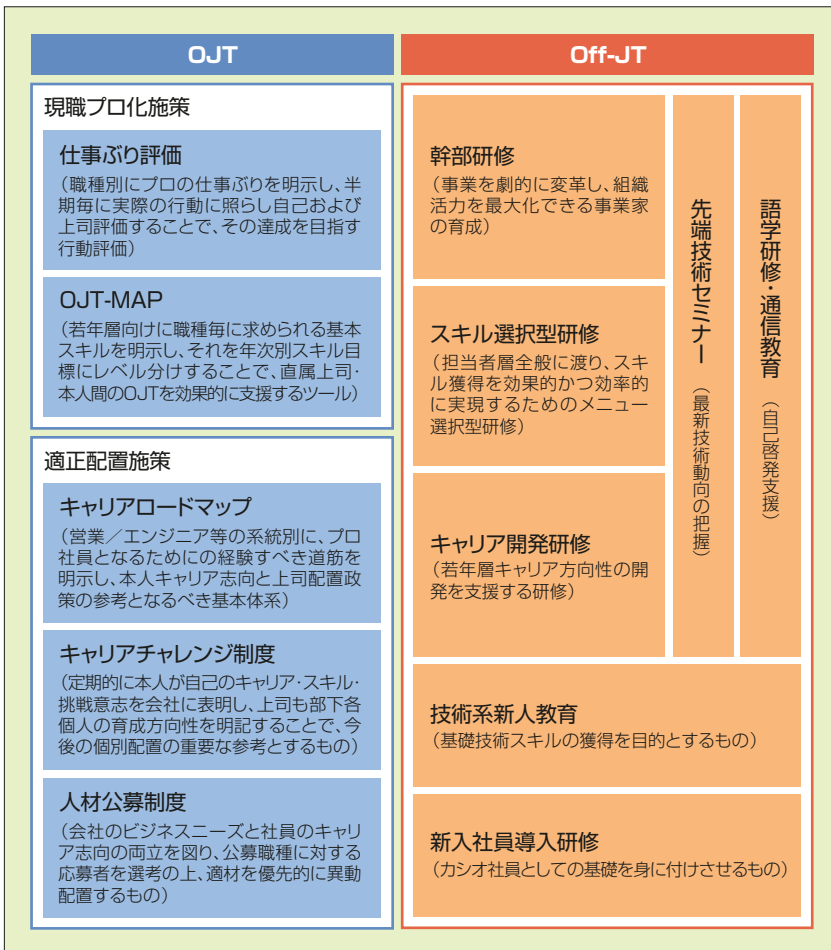 OJT
現職プロ化施策
仕事ぶり評価
（職種別にプロの仕事ぶりを明示し、半
期毎に実際の行動に照らし自己および
上司評価することで、その達成を目指す
行動評価）
OJT-MAP
（若年層向けに職種毎に求められる基本
スキルを明示し、それを年次別スキル目
標にレベル分けすることで、直属上司・
本人間のOJTを効果的に支援するツール）
適正配置施策
キャリアロードマップ
（営業／エンジニア等の系統別に、プロ
社員となるためにの経験すべき道筋を
明示し、本人キャリア志向と上司配置政
策の参考となるべき基本体系）
キャリアチャレンジ制度
（定期的に本人が自己のキャリア・スキル・
挑戦意志を会社に表明し、上司も部下各
個人の育成方向性を明記することで、今
後の個別配置の重要な参考とするもの）
人材公募制度
（会社のビジネスニーズと社員のキャリ
ア志向の両立を図り、公募職種に対する
応募者を選考の上、適材を優先的に異動
配置するもの）
Off-JT
幹部研修
（事業を劇的に変革し、組織
活力を最大化できる事業家
の育成）
スキル選択型研修
（担当者層全般に渡り、スキ
ル獲得を効果的かつ効率的
に実現するためのメニュー
選択型研修）
キャリア開発研修
（若年層キャリア方向性の開
発を支援する研修）
先端技術セミナー（最新技術動向の把握）
語学研修・通信教育（自己啓発支援）
技術系新人教育
（基礎技術スキルの獲得を目的とするもの）
新入社員導入研修
（カシオ社員としての基礎を身に付けさせるもの）